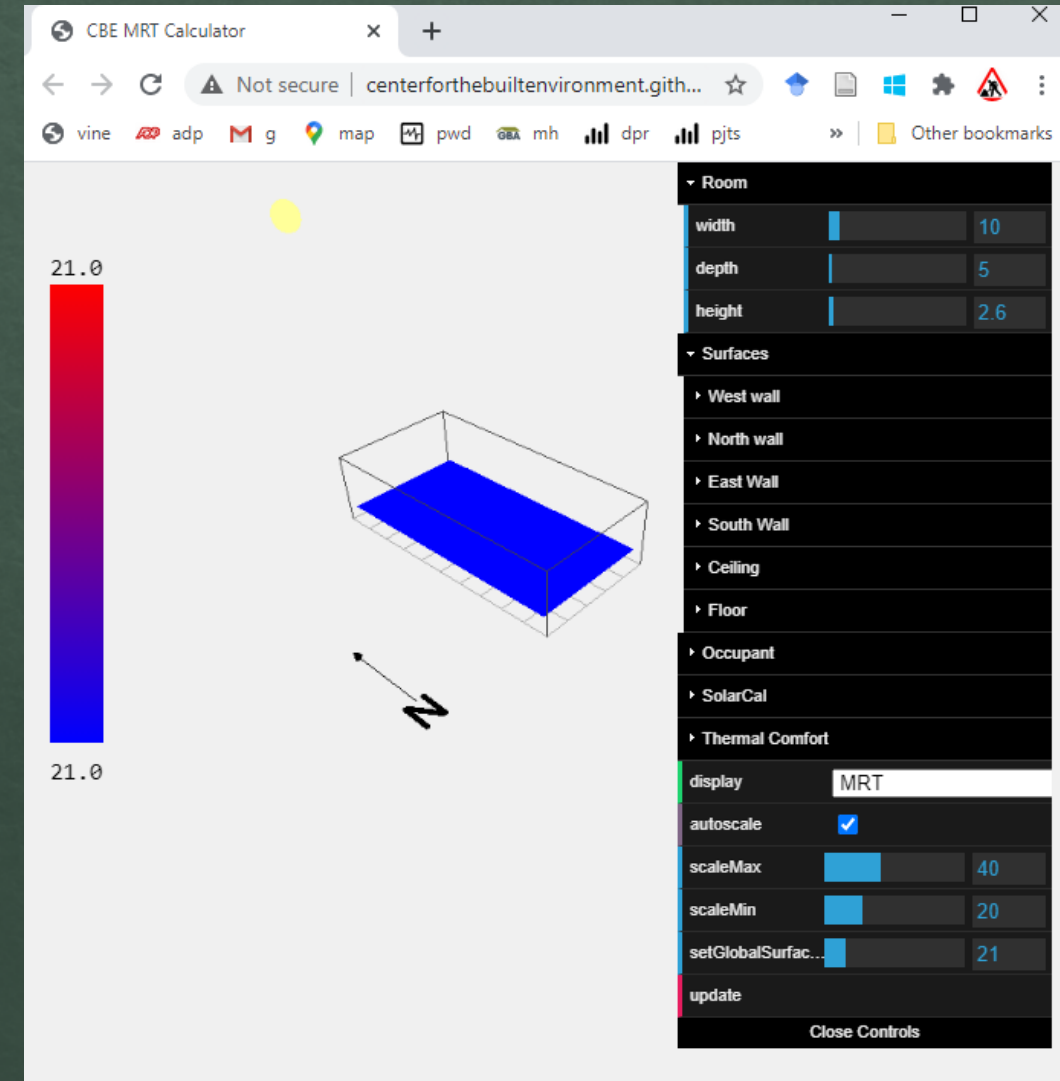 CBE MRT Calculator
Not secure | centerforthebuiltenvironment.gith...
vine adp g map pwd mh dpr pjts » Other bookmarks
21.0
21.0
N
Room
width 10
depth 5
height 2.6
Surfaces
West wall
North wall
East Wall
South Wall
Ceiling
Floor
Occupant
SolarCal
Thermal Comfort
display MRT
autoscale
scaleMax 40
scaleMin 20
setGlobalSurfac... 21
update
Close Controls